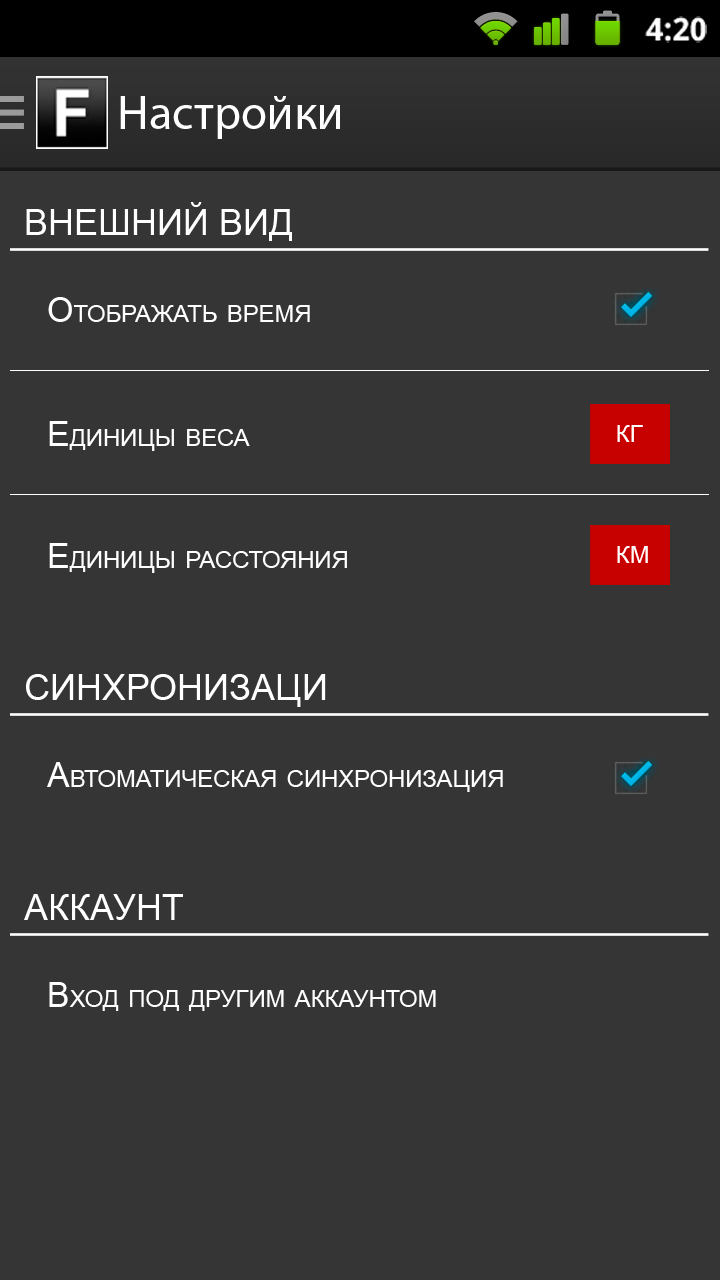 4:20
F Настройки
ВНЕШНИЙ ВИД
Отображать время
Единицы веса кг
Единицы расстояния км
СИНХРОНИЗАЦИ
Автоматическая синхронизация
АККАУНТ
Вход под другим аккаунтом